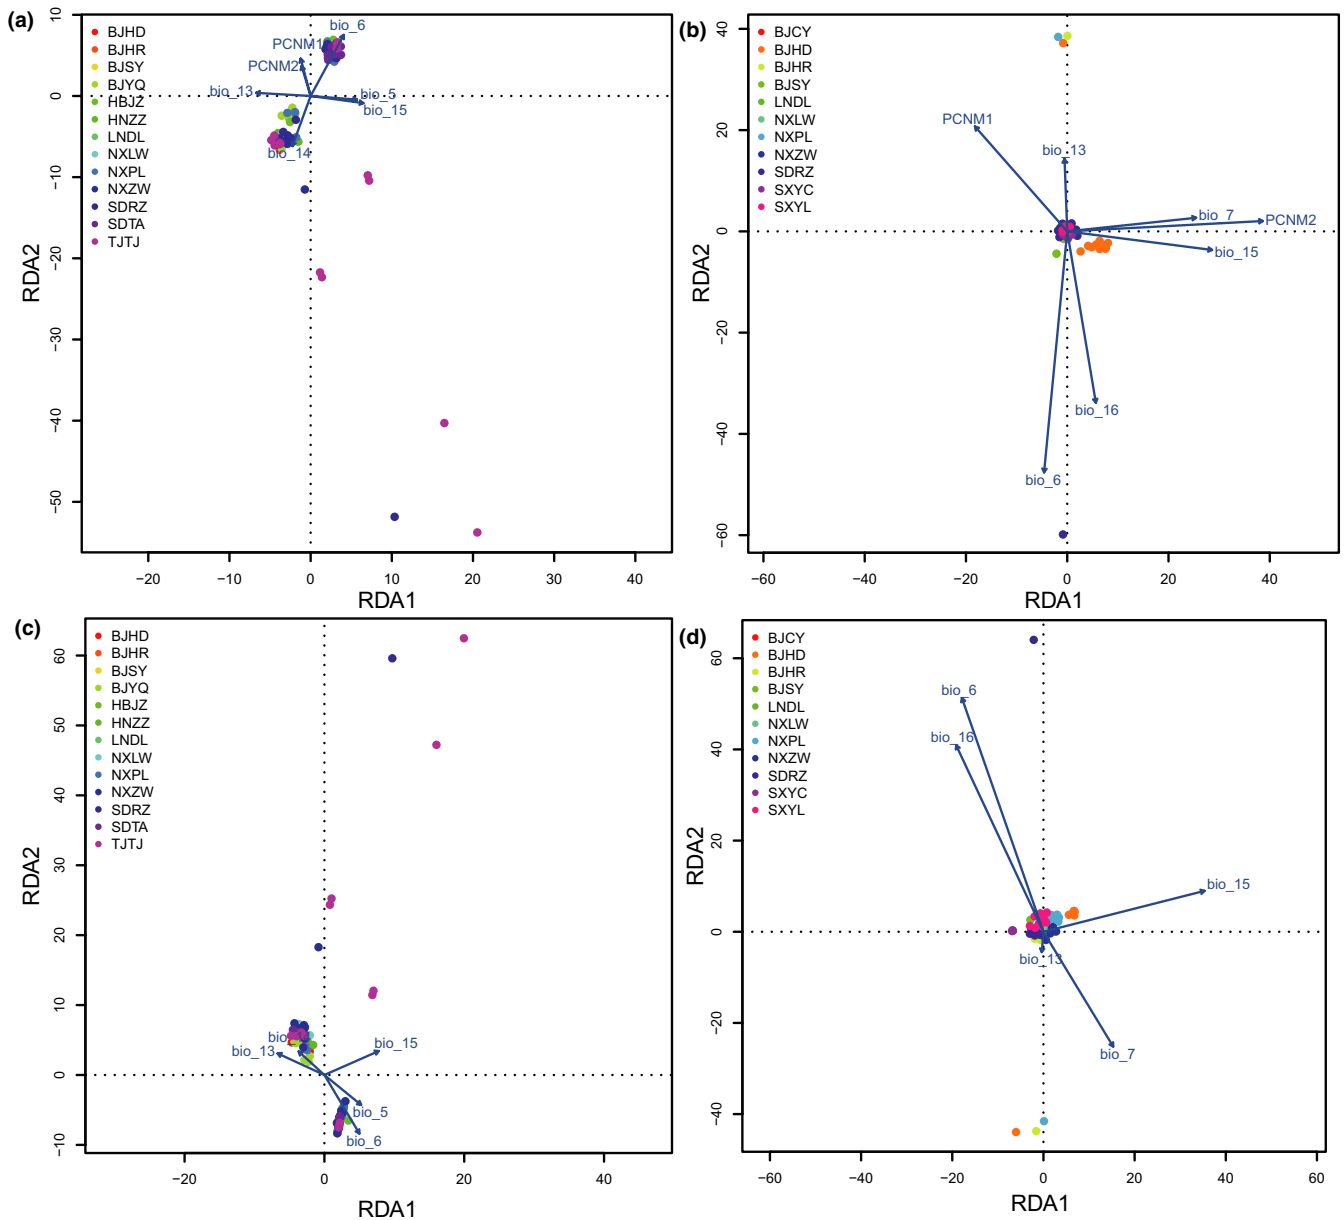 (a)
BJHD
BJHR
BJSY
BJYQ
HBJZ
HNZZ
LNDL
NXLW
NXPL
NXZW
SDRZ
SDTA
TJTJ
bio_6
PCNM1
PCNM2
bio_13
bio_5
bio_15
bio_14
10
0
−10
−20
−30
−40
−50
RDA2
−20
0
10
20
30
40
RDA1
(b)
BJCY
BJHD
BJHR
BJSY
LNDL
NXLW
NXPL
NXZW
SDRZ
SXYC
SXYL
PCNM1
bio_13
bio_7
PCNM2
bio_15
bio_16
bio_6
40
20
0
−20
−40
−60
RDA2
−60
−40
−20
0
20
40
RDA1
(c)
BJHD
BJHR
BJSY
BJYQ
HBJZ
HNZZ
LNDL
NXLW
NXPL
NXZW
SDRZ
SDTA
TJTJ
bio
bio_13
bio_15
bio_5
bio_6
60
50
40
30
20
10
0
−10
RDA2
−20
0
20
40
RDA1
(d)
BJCY
BJHD
BJHR
BJSY
LNDL
NXLW
NXPL
NXZW
SDRZ
SXYC
SXYL
bio_6
bio_16
bio_15
bio_13
bio_7
60
40
20
0
−20
−40
RDA2
−60
−40
−20
0
20
40
60
RDA1